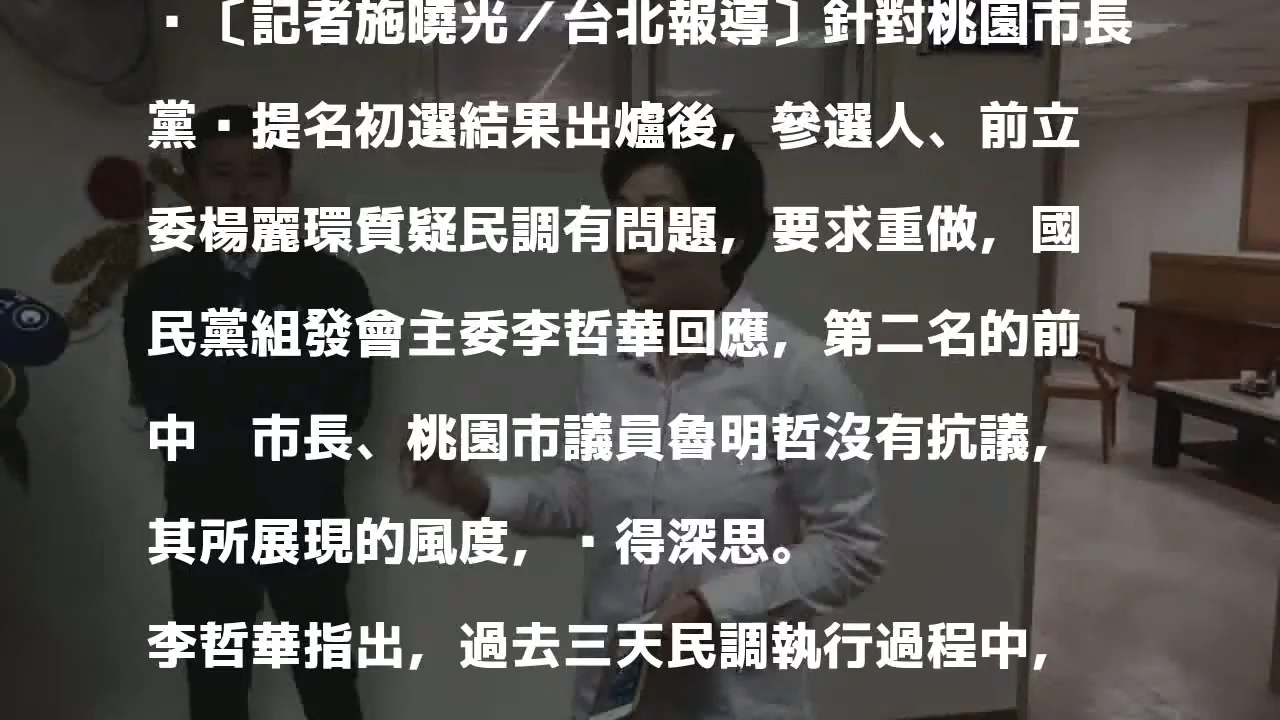 ▪〔記者施曉光／台北報導〕針對桃園市長
黨▪提名初選結果出爐後，參選人、前立
委楊麗環質疑民調有問題，要求重做，國
民黨組發會主委李哲華回應，第二名的前
中　市長、桃園市議員魯明哲沒有抗議，
其所展現的風度，▪得深思。
李哲華指出，過去三天民調執行過程中，